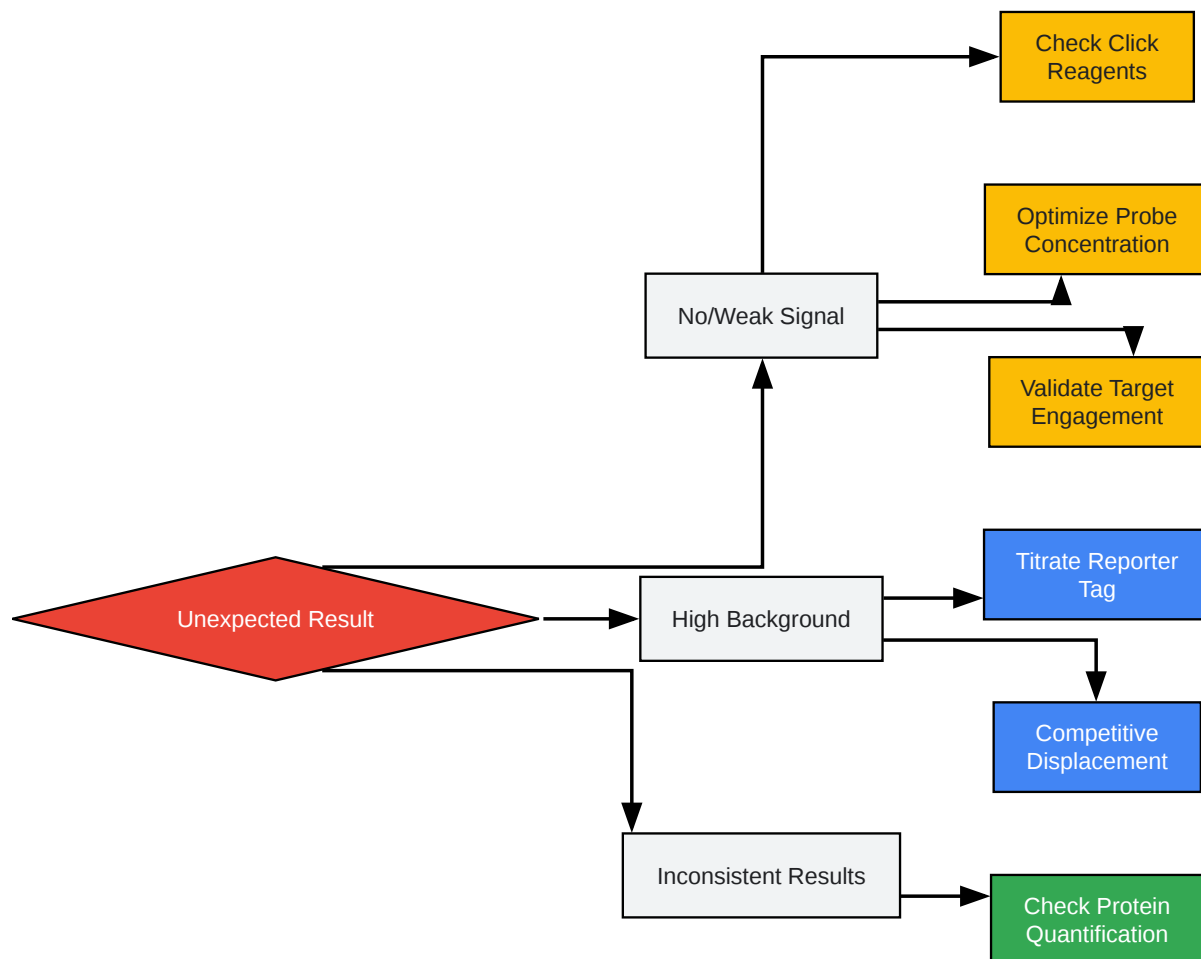 Check Click
Reagents
Optimize Probe
Concentration
No/Weak Signal
Validate Target
Engagement
Titrate Reporter
Tag
Unexpected Result
High Background
Competitive
Displacement
Inconsistent Results
Check Protein
Quantification